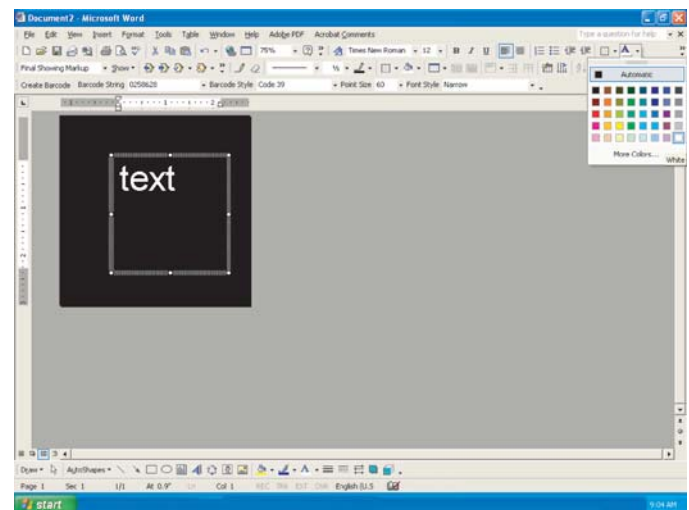 Document2 - Microsoft Word
File Edit View Insert Format Tools Table Window Help Adobe PDF Acrobat Comments Type a question for help
75% Times New Roman 12 B I U
Final Showing Markup Show
Create Barcode Barcode String 0258628 Barcode Style Code 39 Point Size 60 Font Style Narrow
Automatic
More Colors...
White
text
Draw AutoShapes
Page 1 Sec 1 1/1 At 0.9" Ln Col 1 REC TRK EXT OVR English (U.S
start 9:04 AM